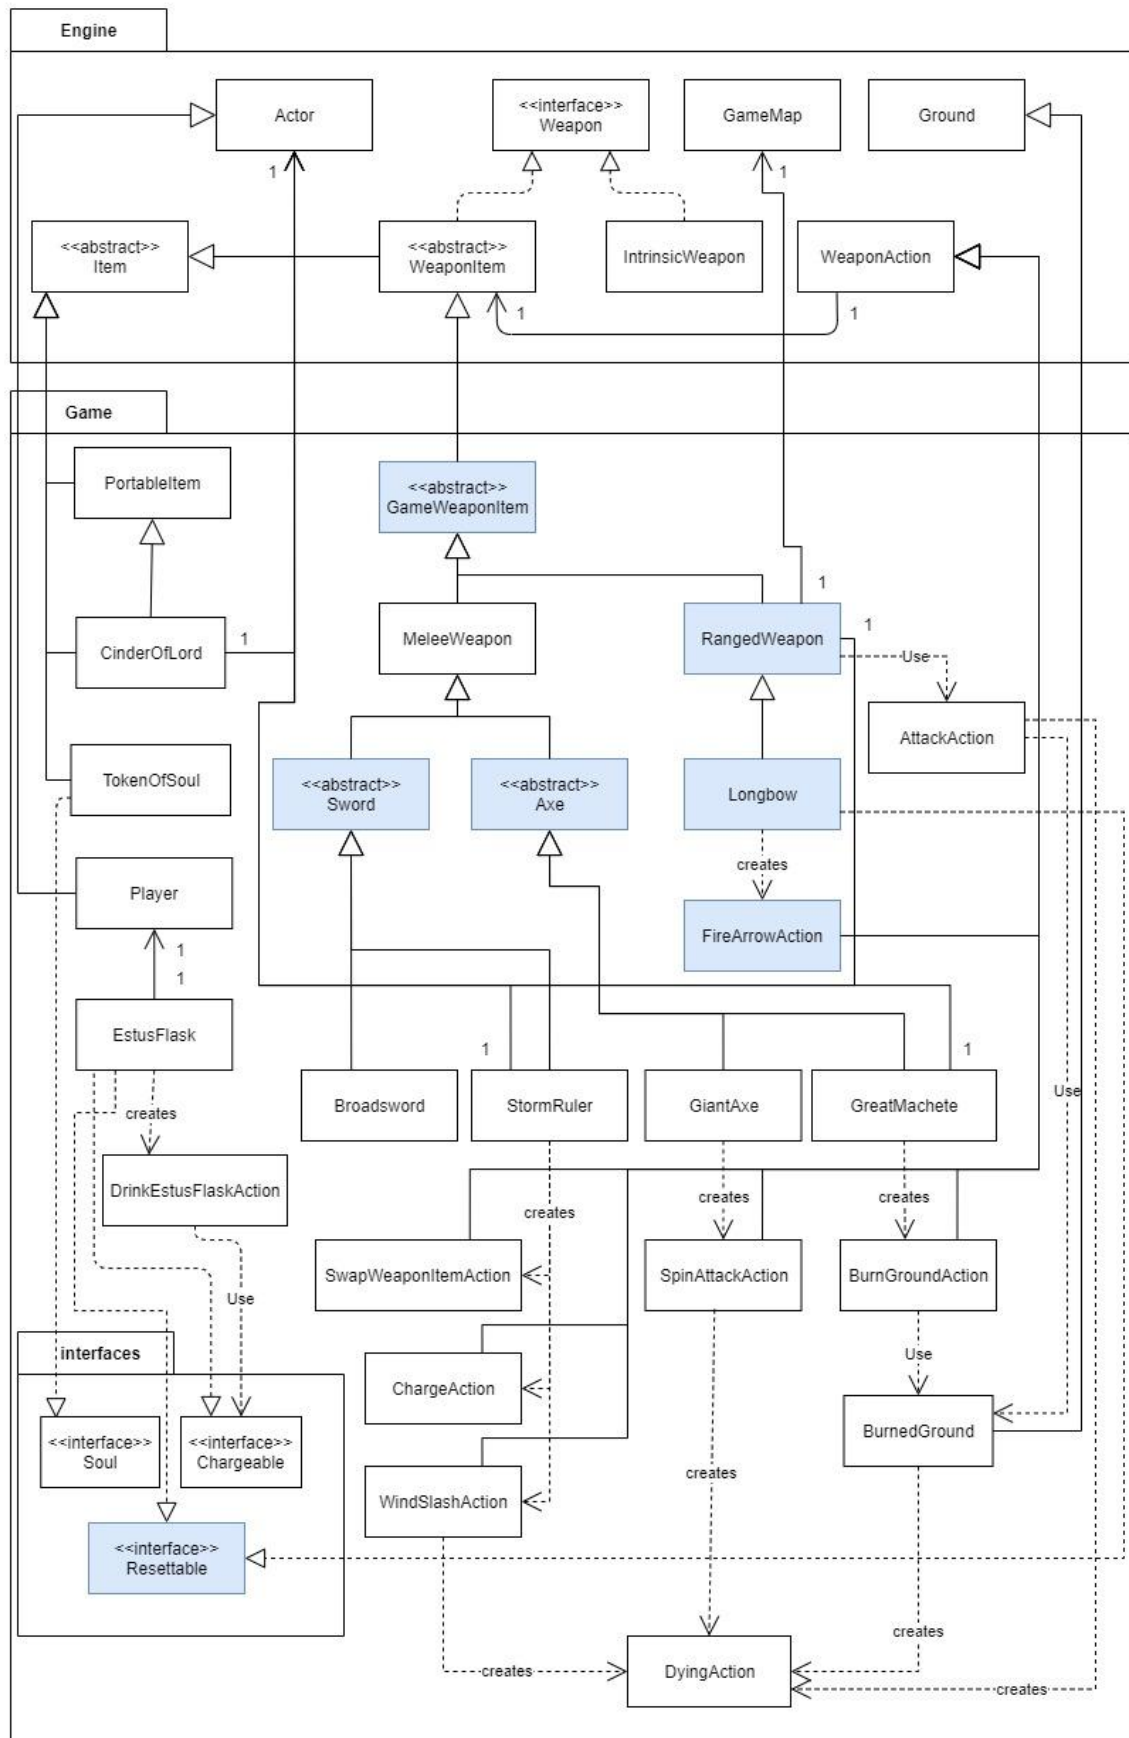 Engine
Actor
<<interface>>
Weapon
GameMap
Ground
1
1
<<abstract>>
Item
<<abstract>>
WeaponItem
IntrinsicWeapon
WeaponAction
1
1
Game
PortableItem
<<abstract>>
GameWeaponItem
1
CinderOfLord
1
MeleeWeapon
RangedWeapon
1
Use
AttackAction
TokenOfSoul
<<abstract>>
Sword
<<abstract>>
Axe
Longbow
creates
Player
FireArrowAction
1
1
EstusFlask
1
1
Broadsword
StormRuler
GiantAxe
GreatMachete
Use
creates
DrinkEstusFlaskAction
creates
creates
creates
SwapWeaponItemAction
SpinAttackAction
BurnGroundAction
Use
interfaces
Use
ChargeAction
<<interface>>
Soul
<<interface>>
Chargeable
BurnedGround
creates
WindSlashAction
<<interface>>
Resettable
creates
creates
DyingAction
creates